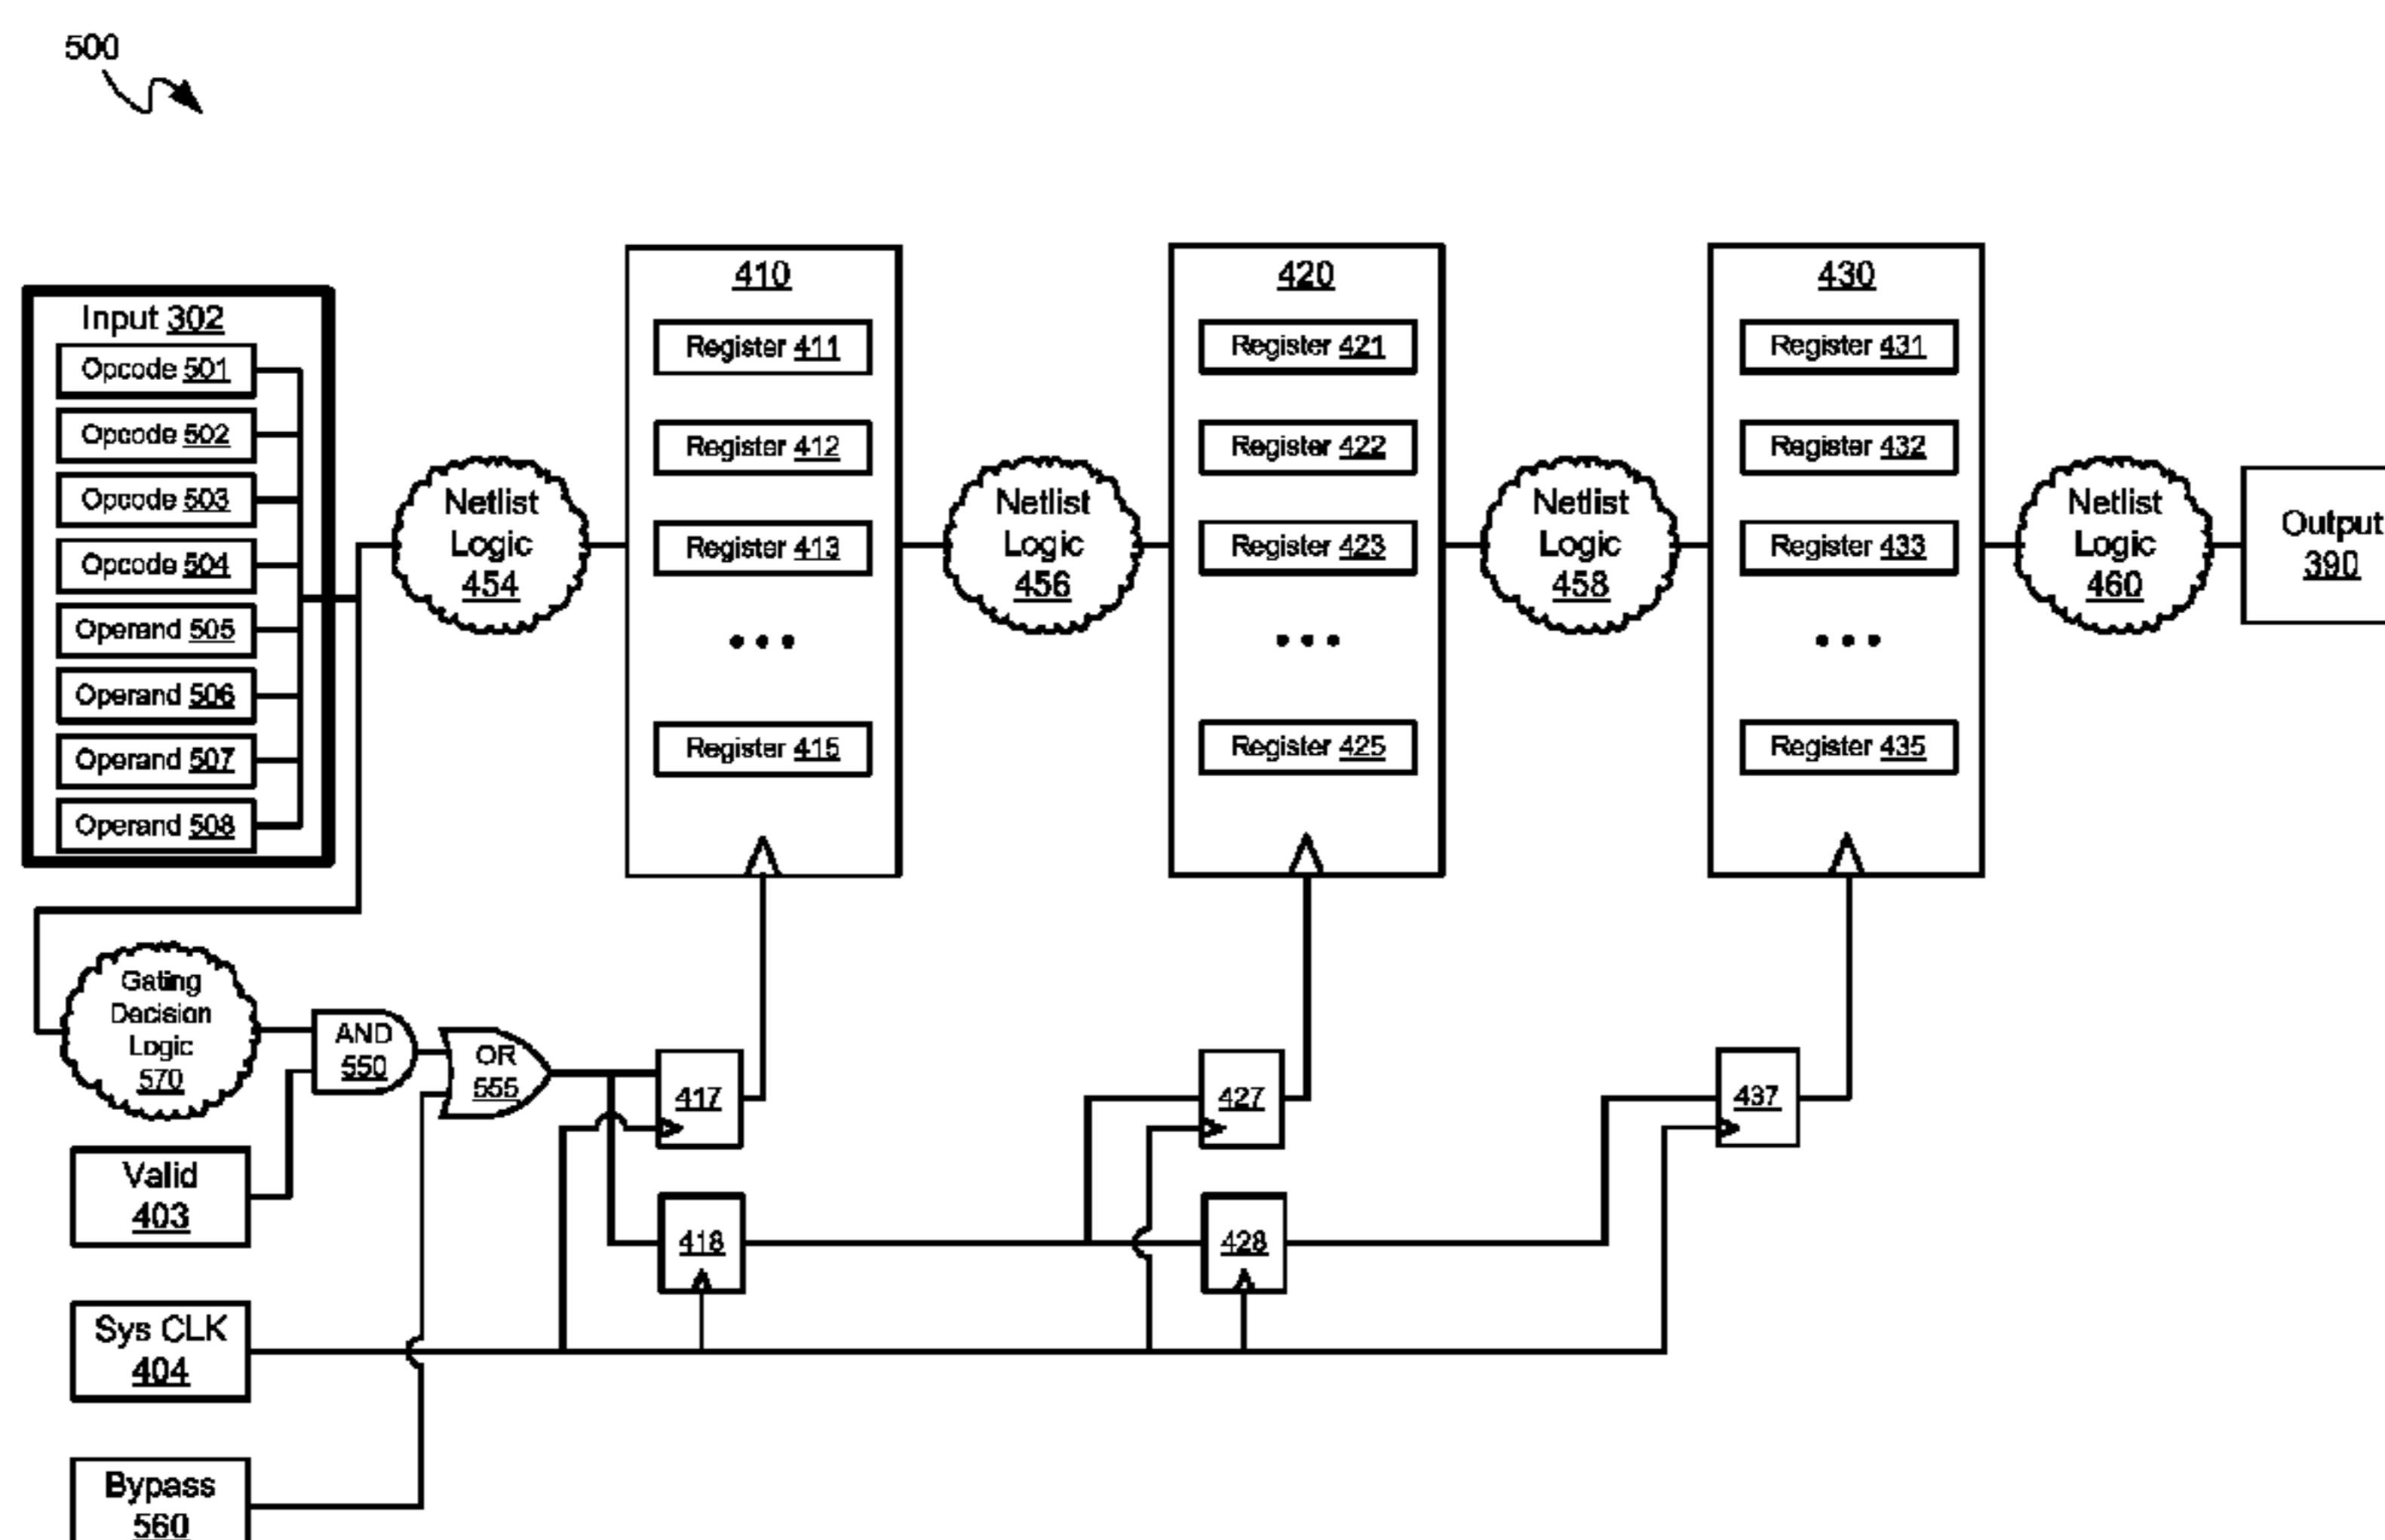 500
Input 302
Opcode 501
Opcode 502
Opcode 503
Opcode 504
Operand 505
Operand 506
Operand 507
Operand 508
Netlist
Logic
454
410
Register 411
Register 412
Register 413
...
Register 415
Netlist
Logic
456
420
Register 421
Register 422
Register 423
...
Register 425
Netlist
Logic
458
430
Register 431
Register 432
Register 433
...
Register 435
Netlist
Logic
460
Output
390
Gating
Decision
Logic
570
AND
550
OR
555
417
427
437
Valid
403
418
428
Sys CLK
404
Bypass
560